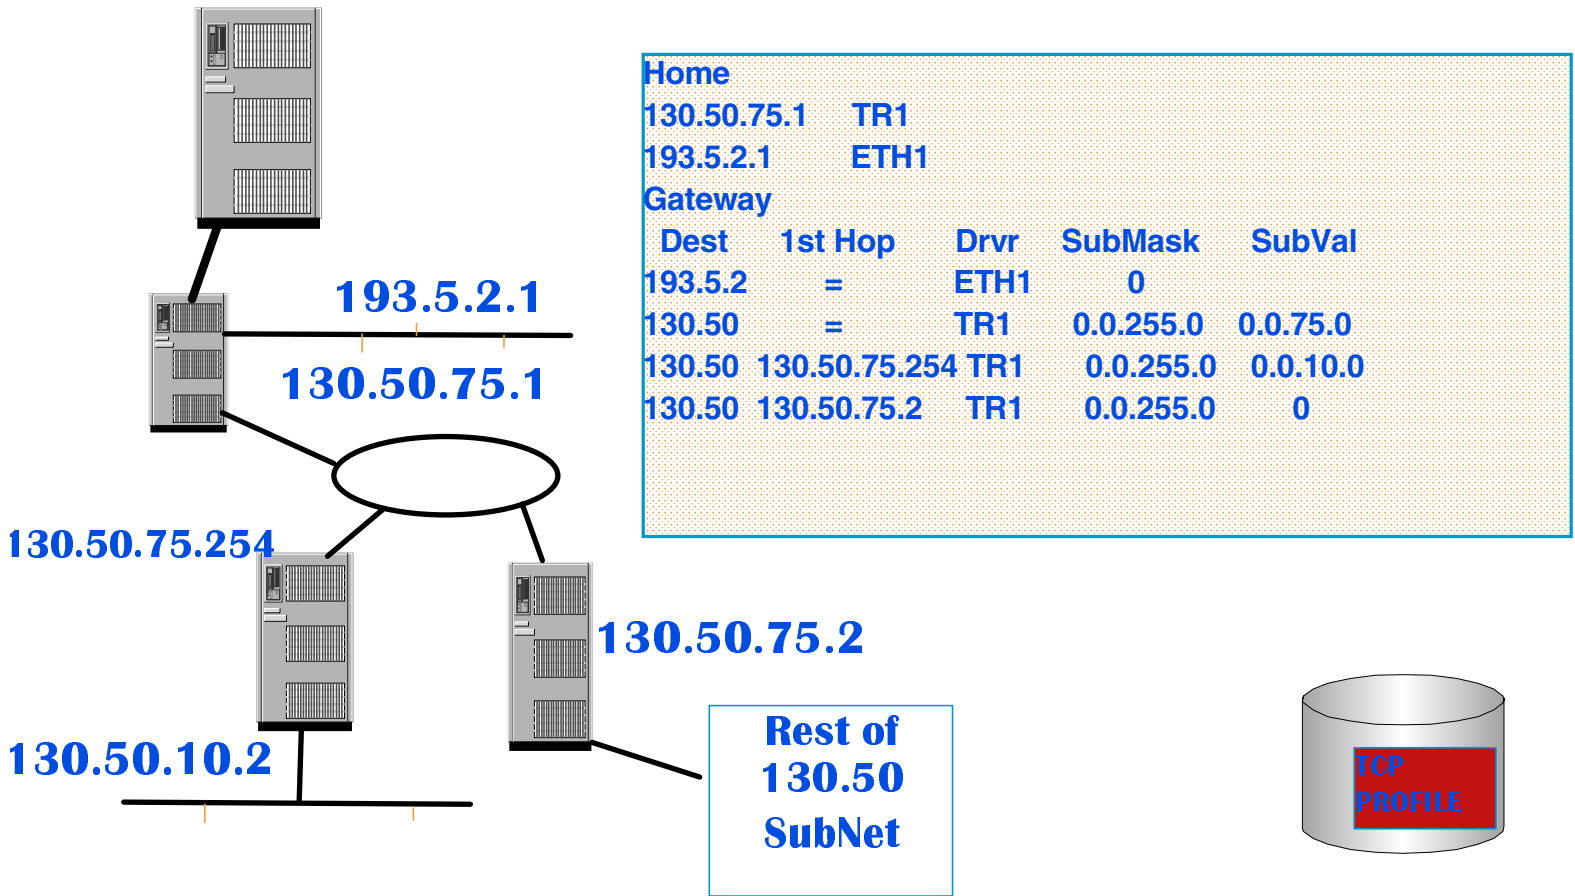 Home
130.50.75.1 TR1
193.5.2.1 ETH1
Gateway
Dest 1st Hop Drvr SubMask SubVal
193.5.2 = ETH1 0
130.50 = TR1 0.0.255.0 0.0.75.0
130.50 130.50.75.254 TR1 0.0.255.0 0.0.10.0
130.50 130.50.75.2 TR1 0.0.255.0 0
193.5.2.1
130.50.75.1
130.50.75.254
130.50.75.2
130.50.10.2
Rest of
130.50
SubNet
TCP
PROFILE